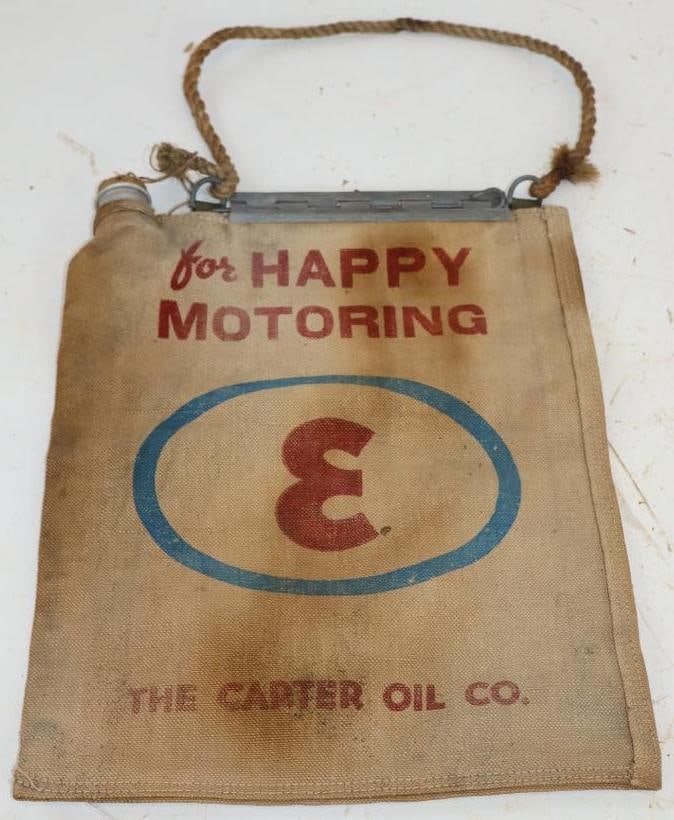 for HAPPY
MOTORING
E
THE CARTER OIL CO.